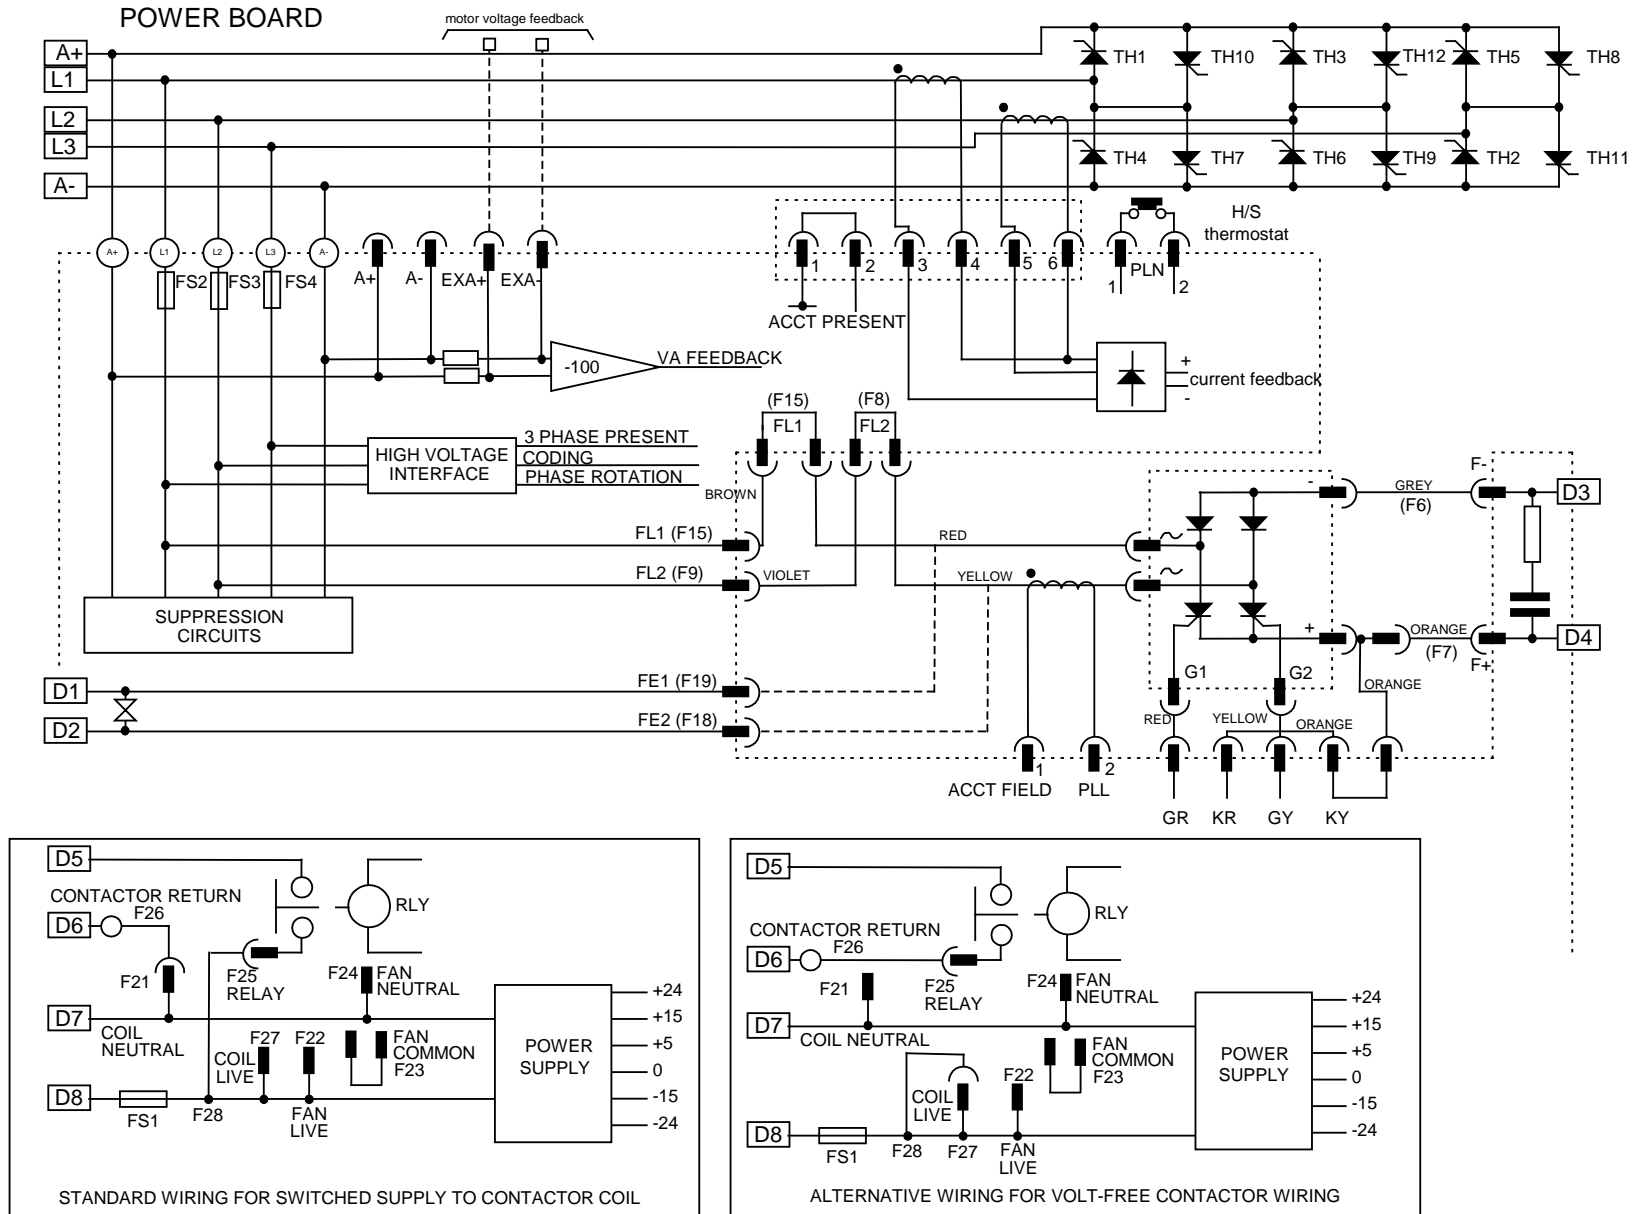 POWER BOARD
motor voltage feedback
A+
L1
L2
L3
A-
TH1
TH10
TH3
TH12
TH5
TH8
TH4
TH7
TH6
TH9
TH2
TH11
H/S
thermostat
A+
L1
L2
L3
A-
FS2
FS3
FS4
A+
A-
EXA+
EXA-
1
2
3
4
5
6
PLN
1
2
ACCT PRESENT
-100
VA FEEDBACK
+
current feedback
-
(F15)
(F8)
FL1
FL2
HIGH VOLTAGE
INTERFACE
3 PHASE PRESENT
CODING
PHASE ROTATION
BROWN
-
GREY
(F6)
F-
D3
FL1 (F15)
RED
FL2 (F9)
VIOLET
YELLOW
SUPPRESSION
CIRCUITS
+
ORANGE
(F7)
F+
D4
G1
G2
ORANGE
D1
FE1 (F19)
D2
FE2 (F18)
RED
YELLOW
ORANGE
1
2
ACCT FIELD
PLL
GR
KR
GY
KY
D5
CONTACTOR RETURN
D6
F26
RLY
F21
F25
RELAY
F24
FAN
NEUTRAL
D7
COIL
NEUTRAL
F27
COIL
LIVE
F22
FAN
COMMON
F23
POWER
SUPPLY
+24
+15
+5
0
-15
-24
D8
FS1
F28
FAN
LIVE
STANDARD WIRING FOR SWITCHED SUPPLY TO CONTACTOR COIL
D5
CONTACTOR RETURN
D6
F26
RLY
F21
F25
RELAY
F24
FAN
NEUTRAL
D7
COIL NEUTRAL
COIL
LIVE
F22
FAN
COMMON
F23
POWER
SUPPLY
+24
+15
+5
0
-15
-24
D8
FS1
F28
F27
FAN
LIVE
ALTERNATIVE WIRING FOR VOLT-FREE CONTACTOR WIRING